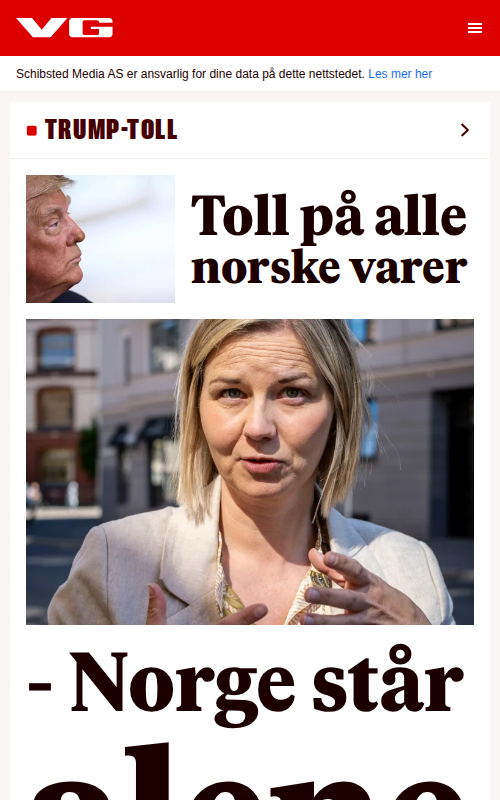 VG
Schibsted Media AS er ansvarlig for dine data på dette nettstedet. Les mer her
TRUMP-TOLL
Toll på alle
norske varer
- Norge står
alene